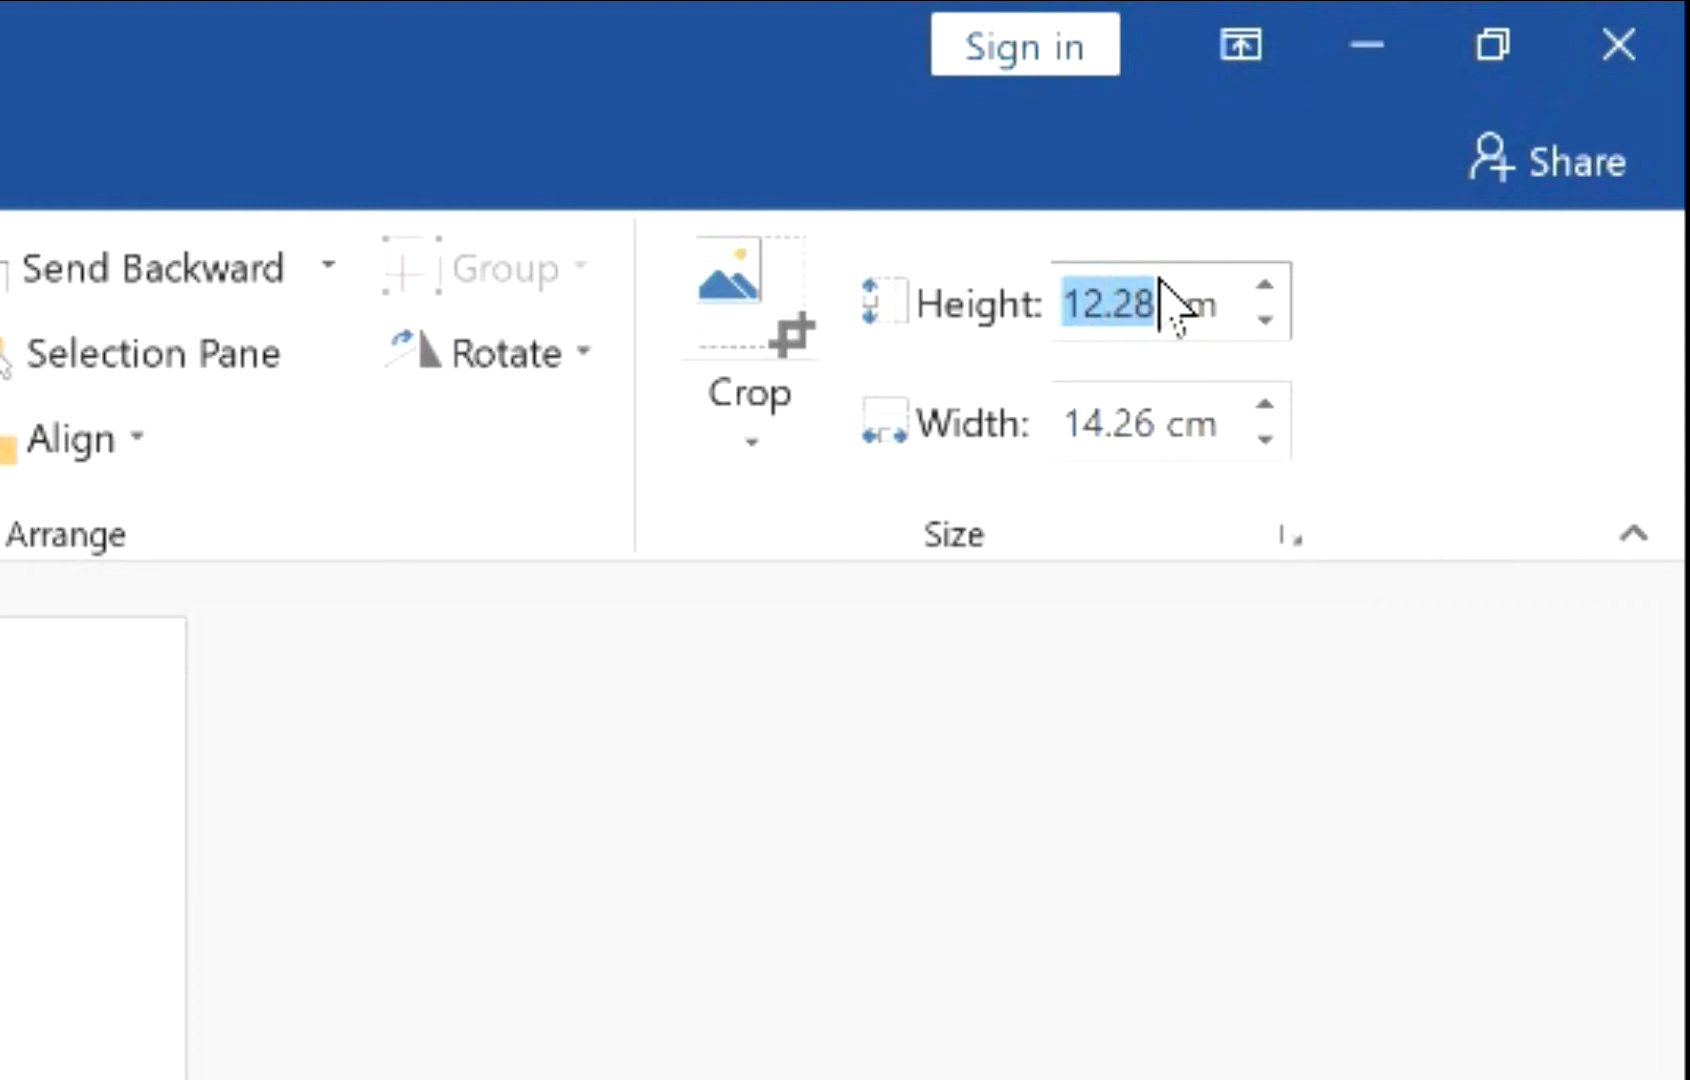 Sign in
Share
Send Backward
Group
Height: 12.28 m
Selection Pane
Rotate
Crop
Width: 14.26 cm
Align
Arrange
Size